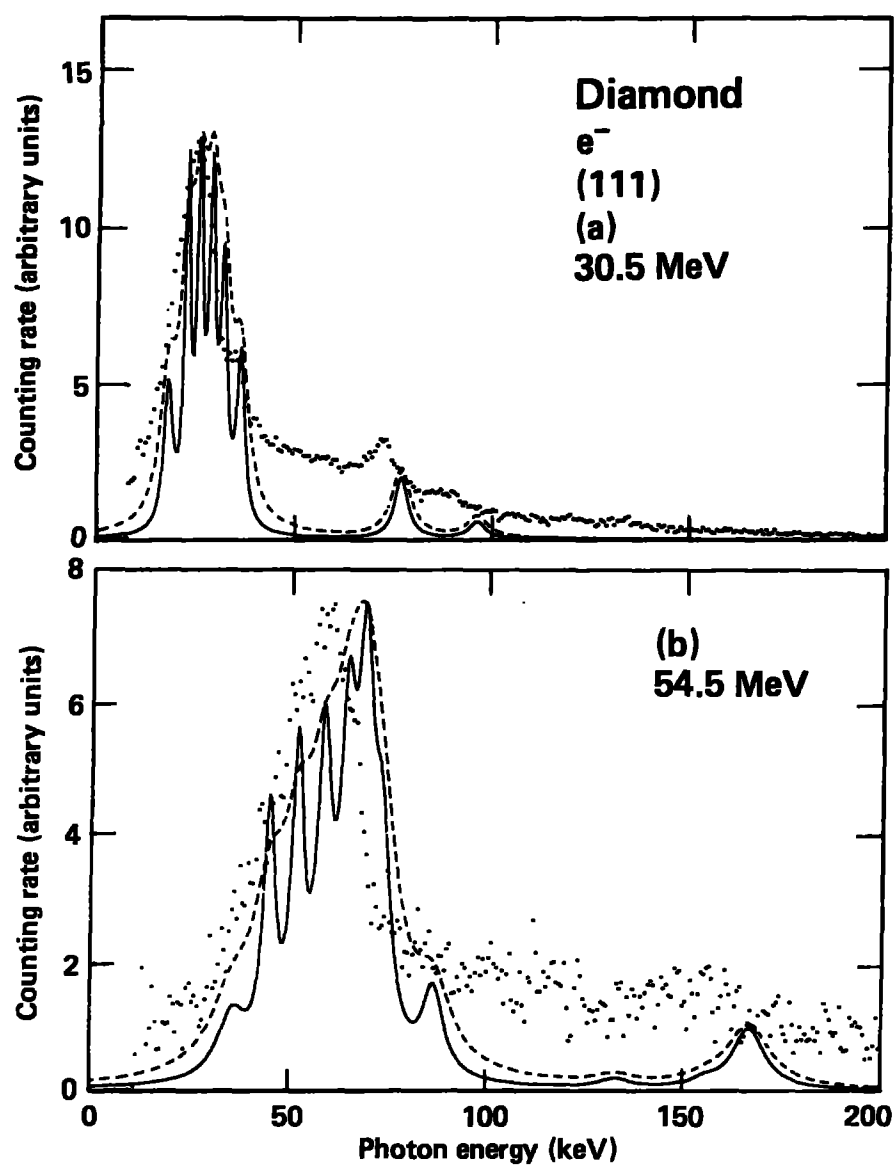 15
10
5
0
Counting rate (arbitrary units)
Diamond
e⁻
(111)
(a)
30.5 MeV
8
6
4
2
0
Counting rate (arbitrary units)
(b)
54.5 MeV
0 50 100 150 200
Photon energy (keV)